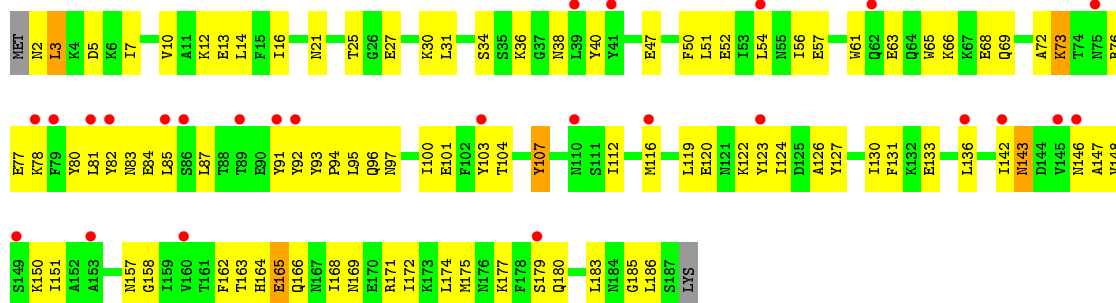 MET N2 L3 K4 D5 K6 I7 V10 A11 K12 E13 L14 F15 I16 N21 T25 G26 E27 K30 L31 S34 S35 K36 G37 N38 L39 Y40 Y41 E47 F50 L51 E52 I53 L54 N55 I56 E57 W61 Q62 E63 Q64 W65 K66 K67 E68 Q69 A72 K73 T74 N75 R76
E77 K78 F79 Y80 L81 Y82 N83 E84 L85 S86 L87 T88 T89 E90 Y91 Y92 Y93 P94 L95 Q96 N97 I100 E101 F102 Y103 T104 Y107 N110 S111 I112 M116 L119 E120 N121 K122 Y123 I124 D125 A126 Y127 I130 F131 K132 E133 L136 I142 N143 D144 V145 N146 A147 V148
S149 K150 I151 A152 A153 N157 G158 I159 V160 T161 F162 T163 H164 E165 Q166 N167 I168 N169 E170 R171 I172 K173 L174 M175 N176 K177 F178 S179 Q180 L183 N184 G185 L186 S187 LYS